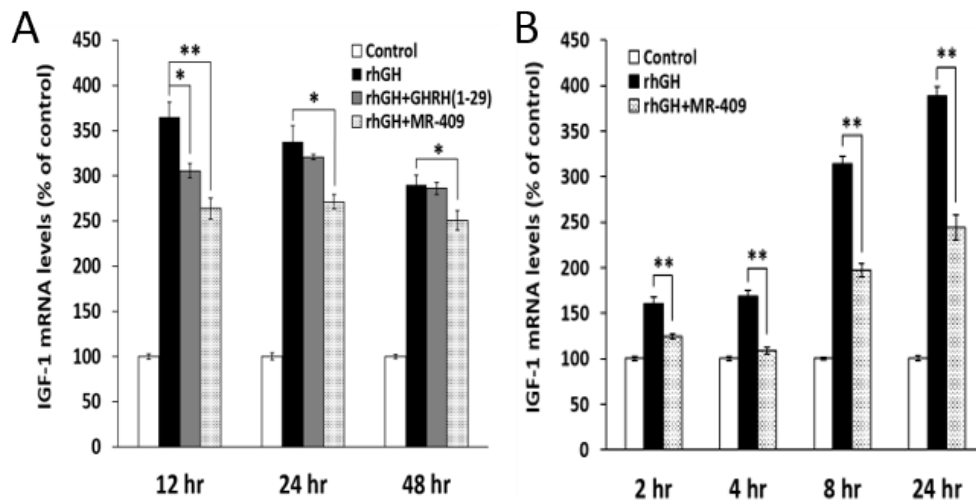 A
IGF-1 mRNA levels (% of control)
450
400
350
300
250
200
150
100
50
0
Control
rhGH
rhGH+GHRH(1-29)
rhGH+MR-409
**
*
*
*
12 hr
24 hr
48 hr
B
IGF-1 mRNA levels (% of control)
450
400
350
300
250
200
150
100
50
0
Control
rhGH
rhGH+MR-409
**
**
**
**
2 hr
4 hr
8 hr
24 hr